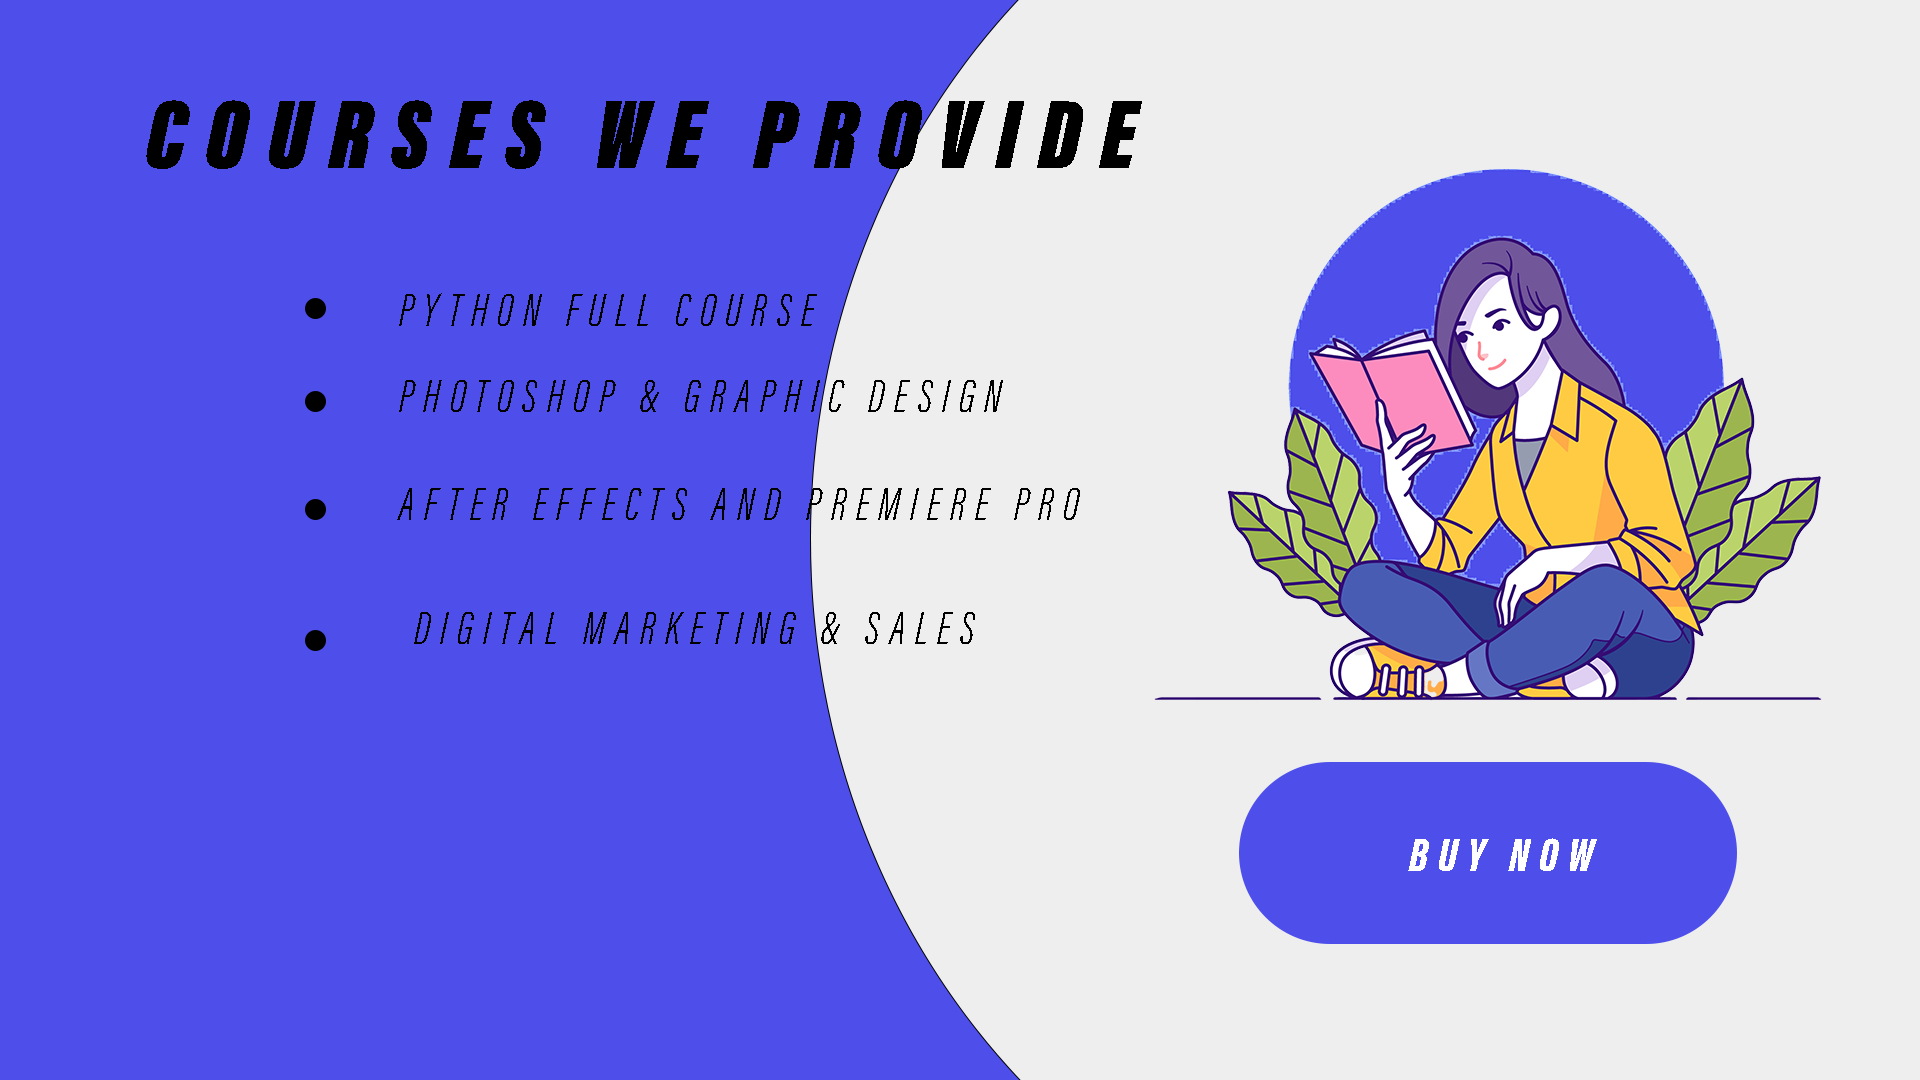 COURSES WE PROVIDE
PYTHON FULL COURSE
PHOTOSHOP & GRAPHIC DESIGN
AFTER EFFECTS AND PREMIERE PRO
DIGITAL MARKETING & SALES
BUY NOW